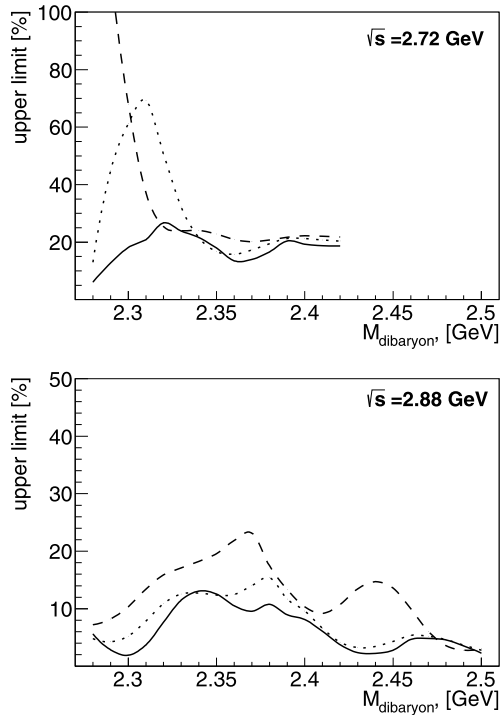 upper limit [%]
100
80
60
40
20
√s =2.72 GeV
2.3 2.35 2.4 2.45 2.5
M_dibaryon, [GeV]
upper limit [%]
50
40
30
20
10
√s =2.88 GeV
2.3 2.35 2.4 2.45 2.5
M_dibaryon, [GeV]